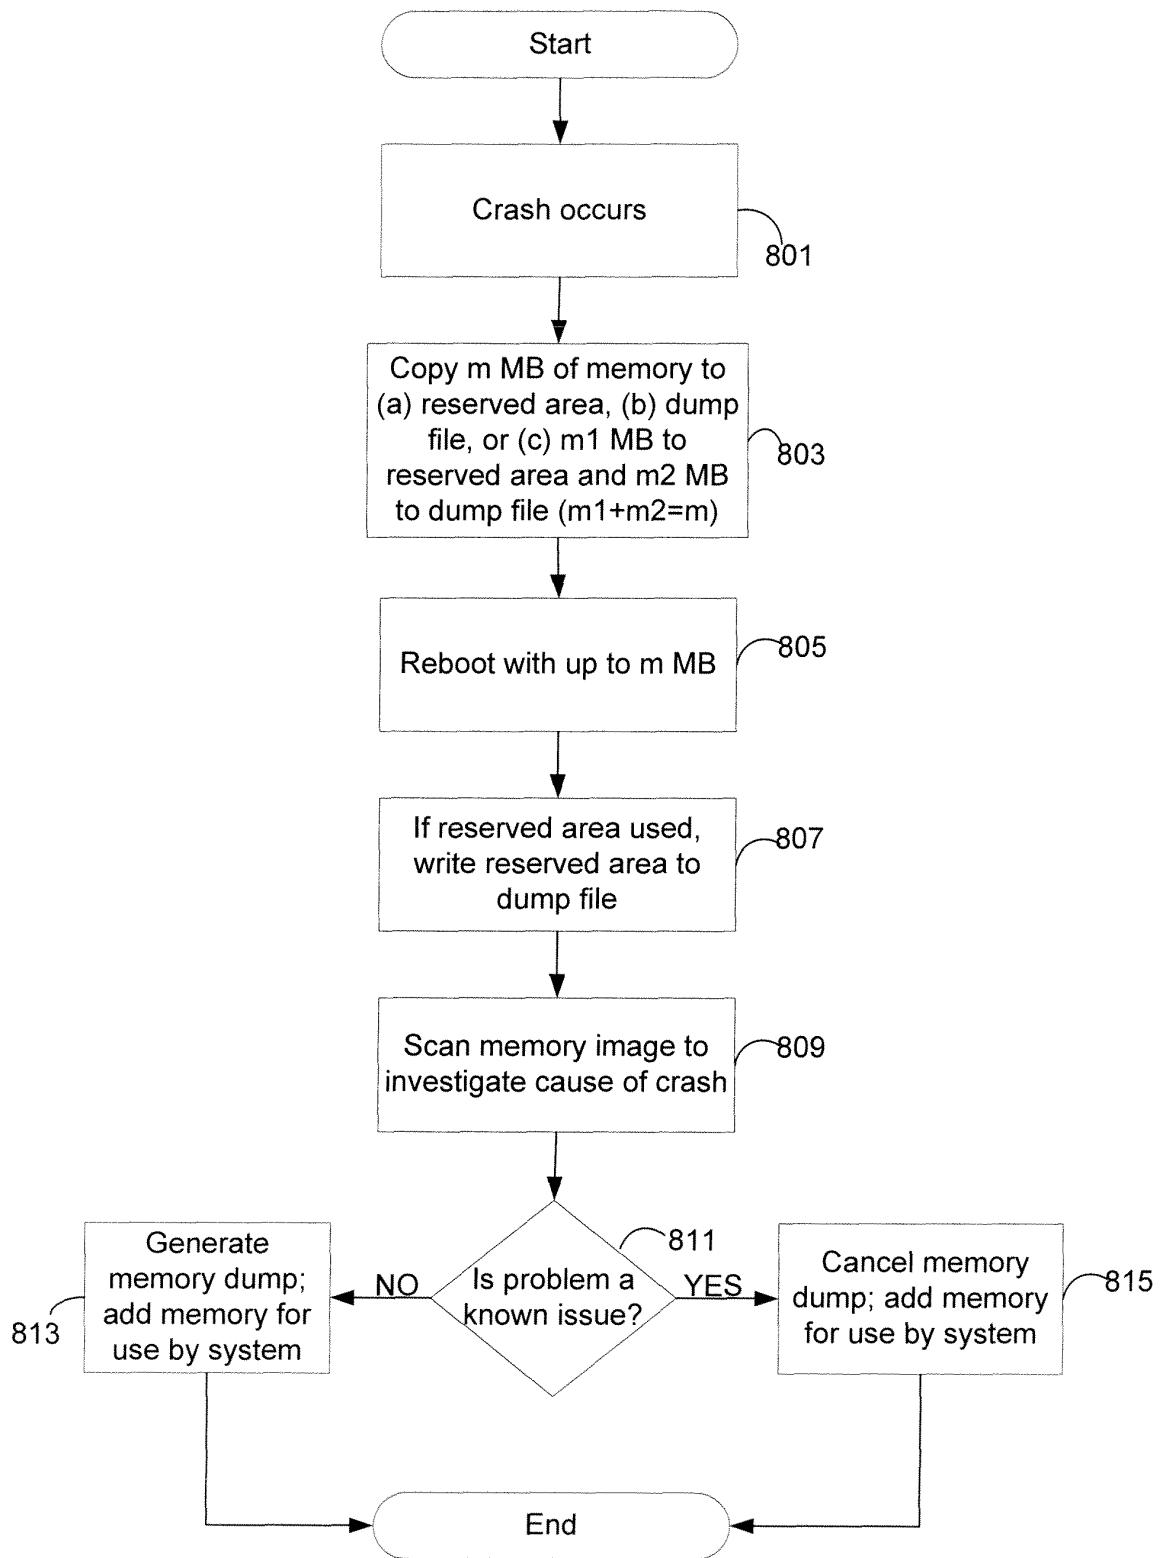 Start
Crash occurs
801
Copy m MB of memory to
(a) reserved area, (b) dump
file, or (c) m1 MB to
reserved area and m2 MB
to dump file (m1+m2=m)
803
Reboot with up to m MB
805
If reserved area used,
write reserved area to
dump file
807
Scan memory image to
investigate cause of crash
809
Is problem a
known issue?
811
NO
YES
Generate
memory dump;
add memory for
use by system
813
Cancel memory
dump; add memory
for use by system
815
End